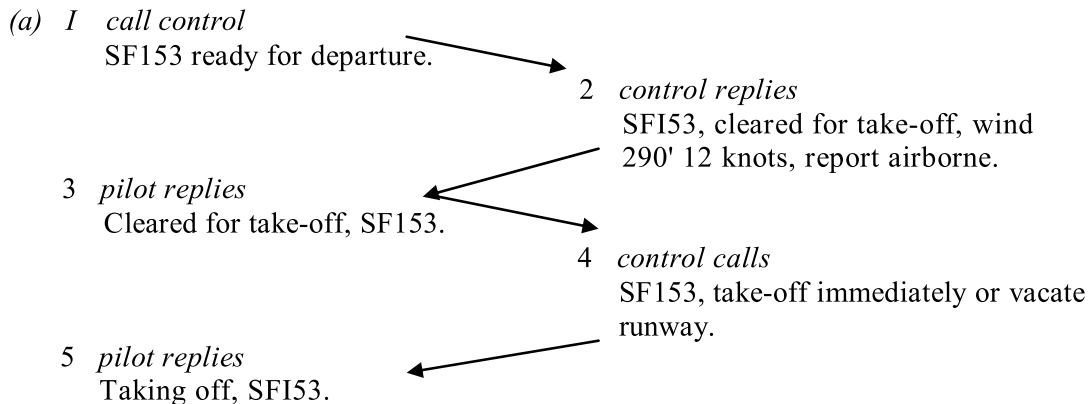 (a) I call control
SF153 ready for departure.
2 control replies
SFI53, cleared for take-off, wind
290' 12 knots, report airborne.
3 pilot replies
Cleared for take-off, SF153.
4 control calls
SF153, take-off immediately or vacate
runway.
5 pilot replies
Taking off, SFI53.